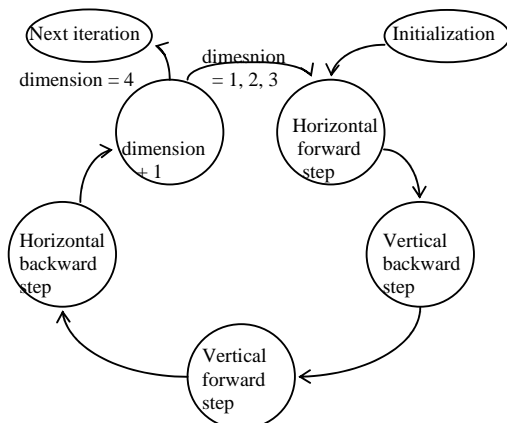 Next iteration
dimesnion
= 1, 2, 3
Initialization
dimension = 4
dimension
+ 1
Horizontal
forward
step
Vertical
backward
step
Vertical
forward
step
Horizontal
backward
step